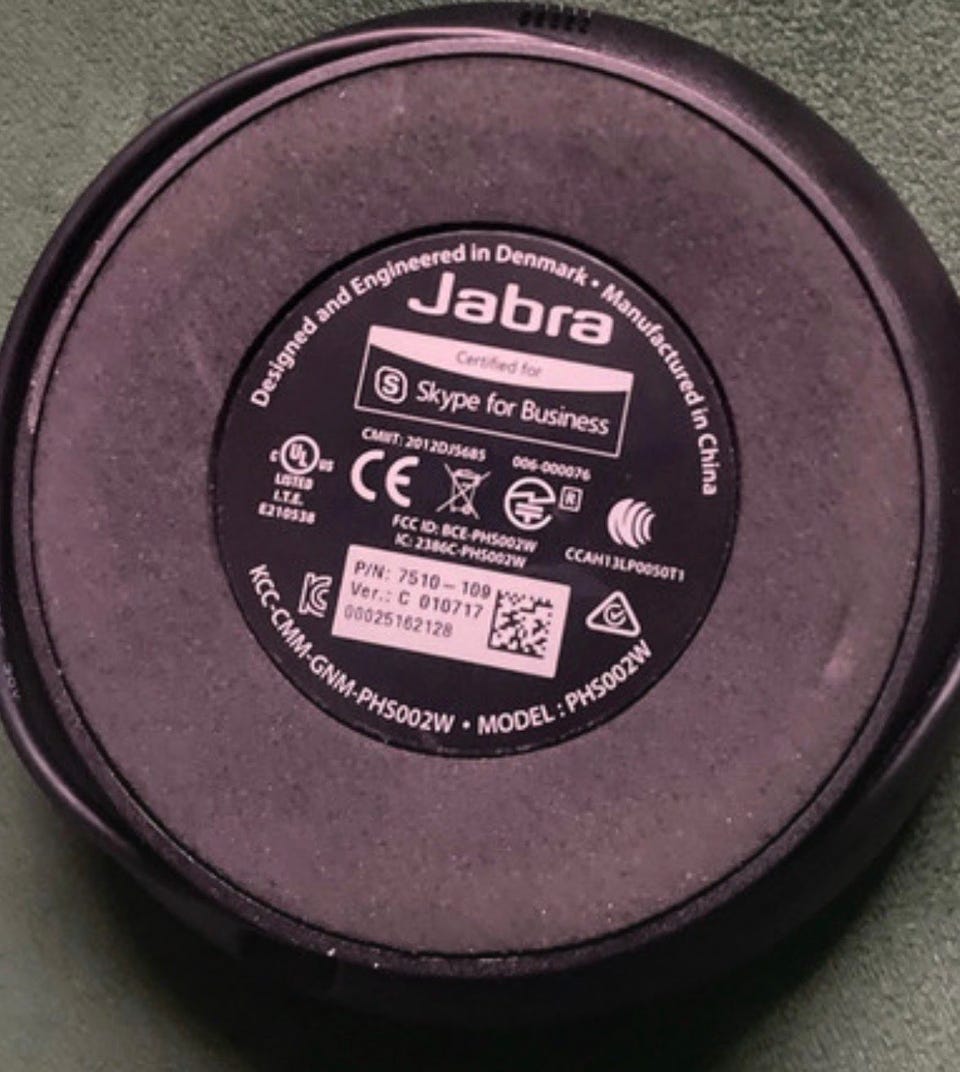 Designed and Engineered in Denmark • Manufactured in China
Jabra
Certified for
S Skype for Business
CMIIT: 2012DJ5685
006-000076
C UL US
LISTED
I.T.E.
E210538
CE
R
FCC ID: BCE-PHS002W
IC: 2386C-PHS002W
CCAH13LP0050T1
P/N: 7510-109
Ver.: C 010717
00025162128
KCC-CMM-GNM-PHS002W • MODEL : PHS002W